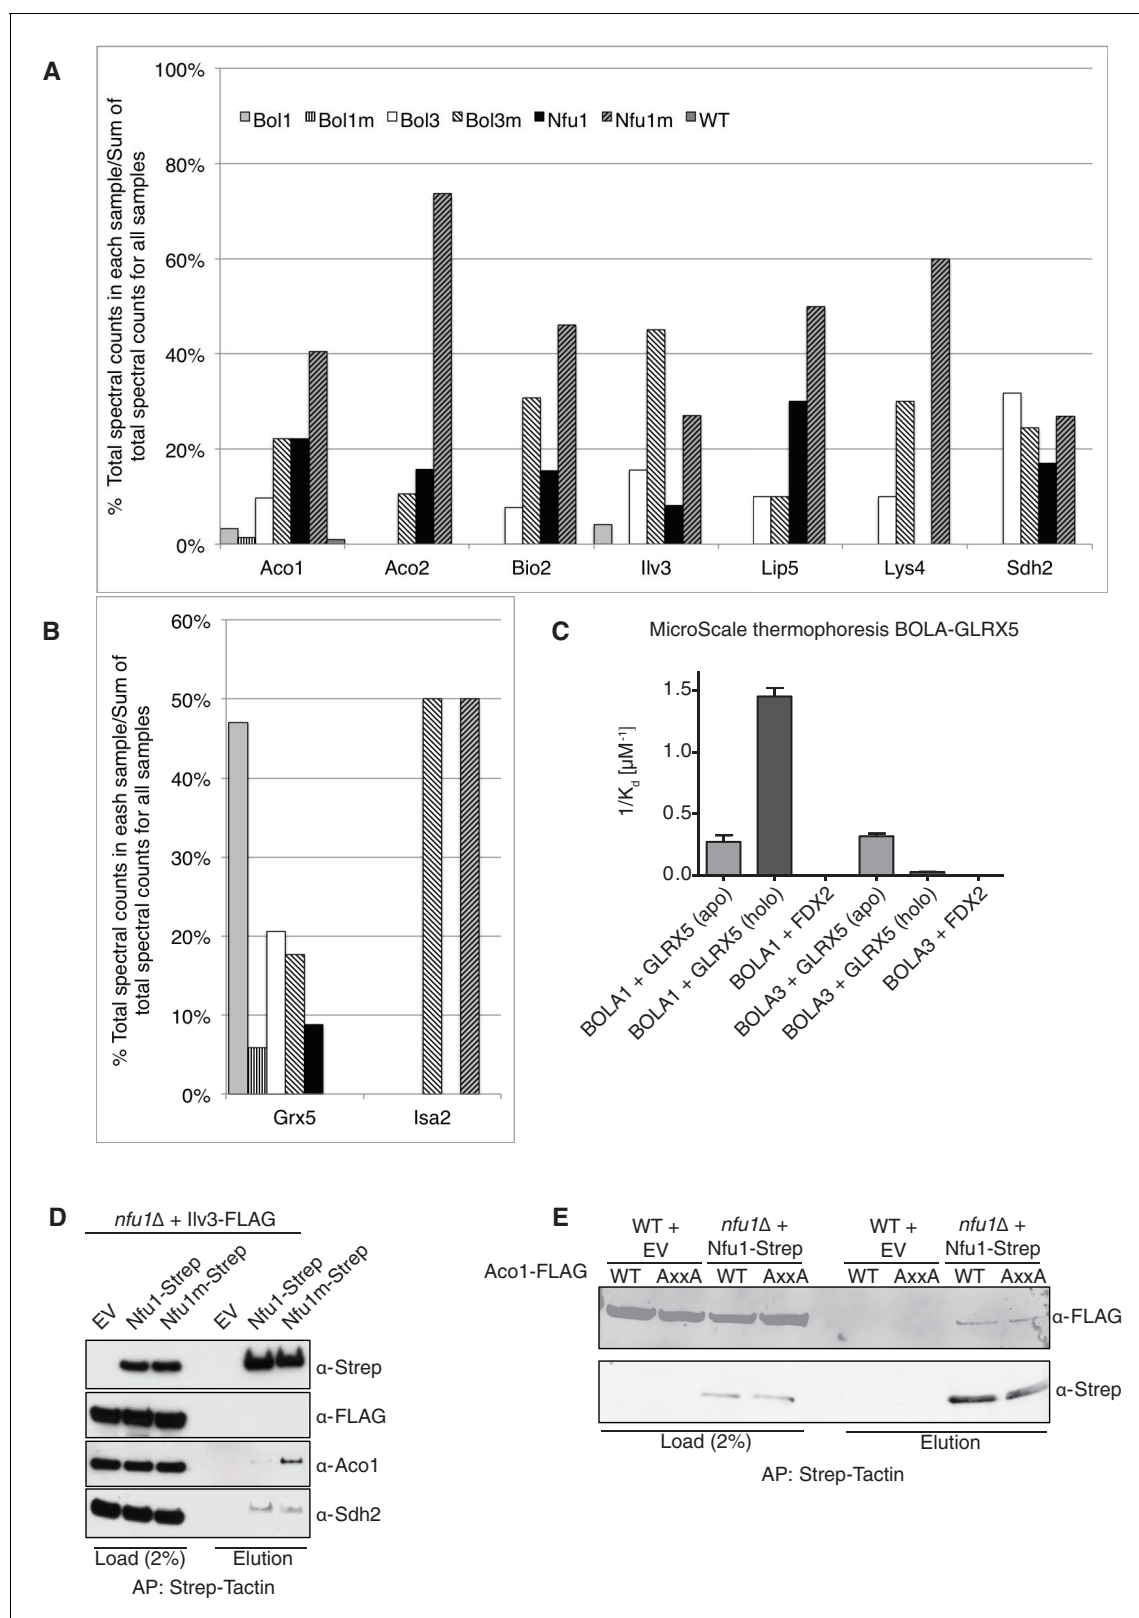 A
% Total spectral counts in each sample/Sum of
total spectral counts for all samples
100%
80%
60%
40%
20%
0%
Bol1 Bol1m Bol3 Bol3m Nfu1 Nfu1m WT
Aco1 Aco2 Bio2 Ilv3 Lip5 Lys4 Sdh2
B
% Total spectral counts in eash sample/Sum of
total spectral counts for all samples
60%
50%
40%
30%
20%
10%
0%
Grx5 Isa2
C
MicroScale thermophoresis BOLA-GLRX5
1/Kd [µM-1]
1.5
1.0
0.5
0.0
BOLA1 + GLRX5 (apo)
BOLA1 + GLRX5 (holo)
BOLA1 + FDX2
BOLA3 + GLRX5 (apo)
BOLA3 + GLRX5 (holo)
BOLA3 + FDX2
D
nfu1Δ + Ilv3-FLAG
EV Nfu1-Strep Nfu1m-Strep EV Nfu1-Strep Nfu1m-Strep
α-Strep
α-FLAG
α-Aco1
α-Sdh2
Load (2%) Elution
AP: Strep-Tactin
E
WT + nfu1Δ + WT + nfu1Δ +
EV Nfu1-Strep EV Nfu1-Strep
Aco1-FLAG WT AxxA WT AxxA WT AxxA WT AxxA
α-FLAG
α-Strep
Load (2%) Elution
AP: Strep-Tactin